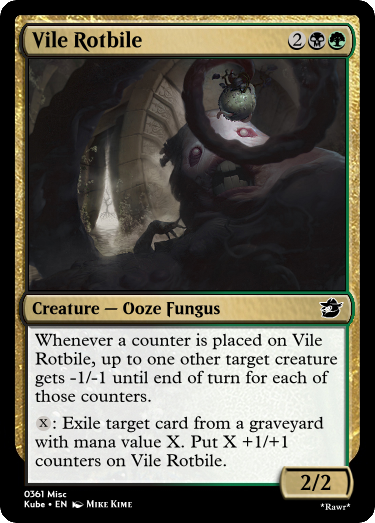 Vile Rotbile 2
Creature — Ooze Fungus
Whenever a counter is placed on Vile
Rotbile, up to one other target creature
gets -1/-1 until end of turn for each of
those counters.
X: Exile target card from a graveyard
with mana value X. Put X +1/+1
counters on Vile Rotbile.
2/2
0361 Misc
Kube • EN Mike Kime
*Rawr*